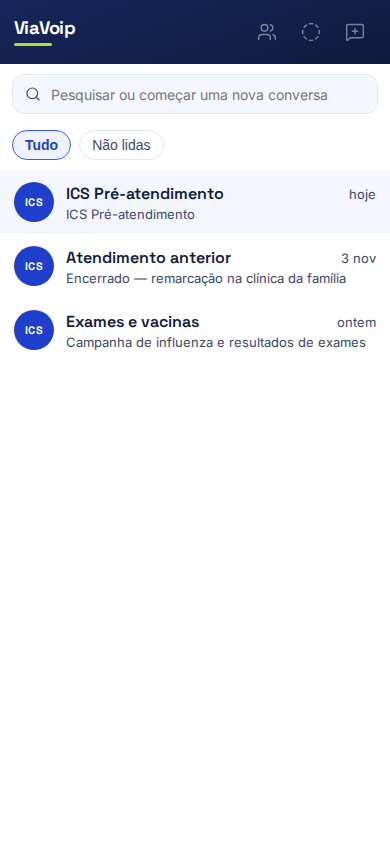 ViaVoip
Pesquisar ou começar uma nova conversa
Tudo
Não lidas
ICS
ICS Pré-atendimento
hoje
ICS Pré-atendimento
ICS
Atendimento anterior
3 nov
Encerrado — remarcação na clínica da família
ICS
Exames e vacinas
ontem
Campanha de influenza e resultados de exames